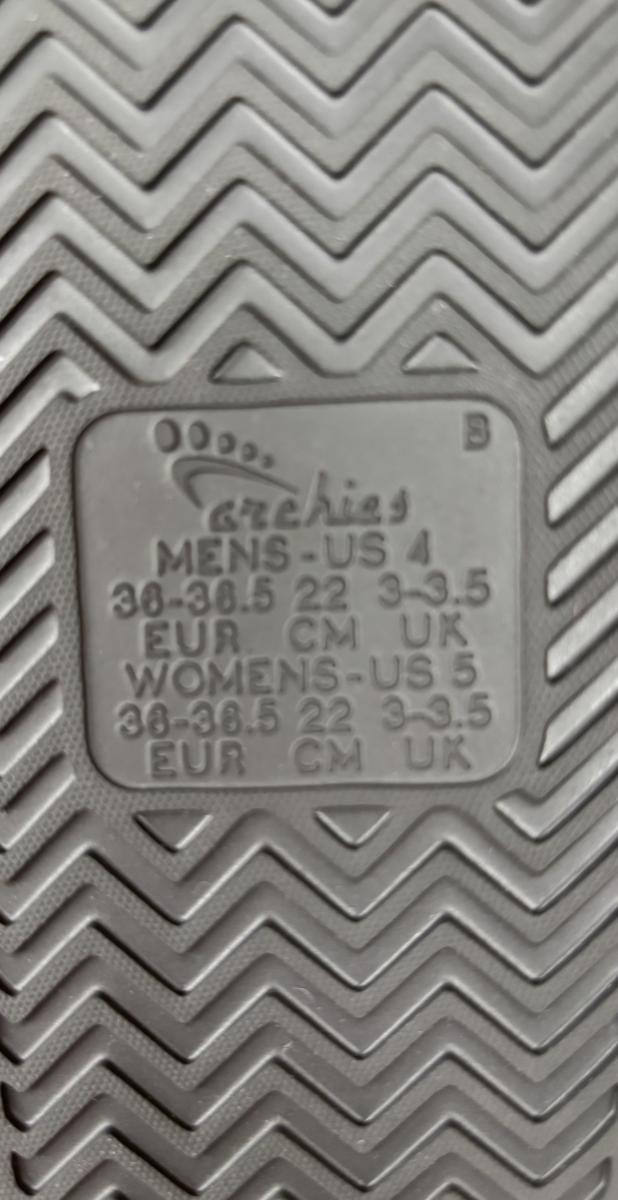 B
archies
MENS-US 4
36-36.5 22 3-3.5
EUR CM UK
WOMENS-US 5
36-36.5 22 3-3.5
EUR CM UK